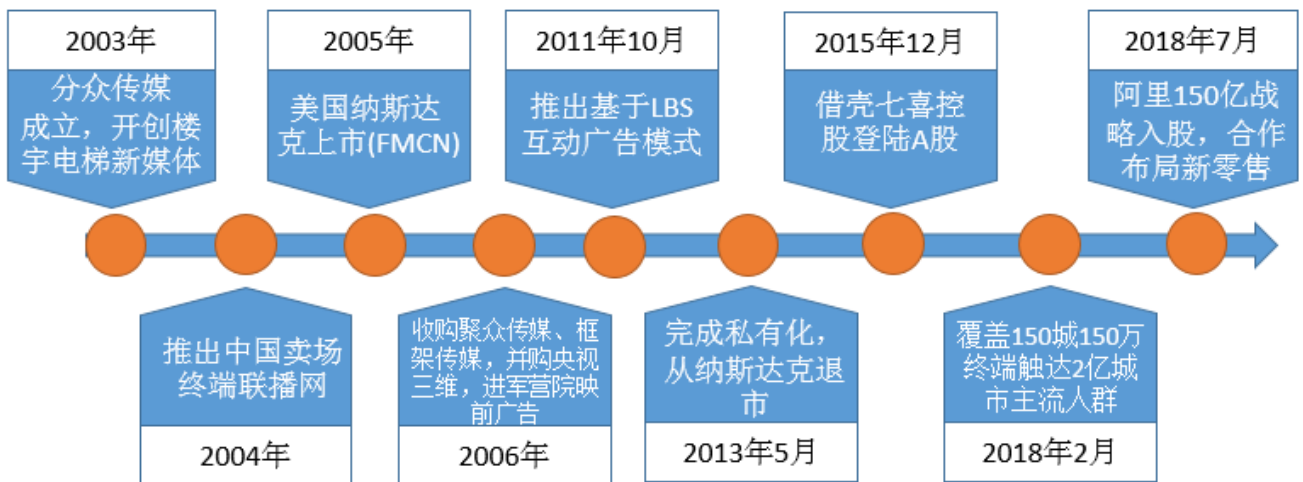 2003年
分众传媒
成立，开创楼
宇电梯新媒体
2005年
美国纳斯达
克上市(FMCN)
2011年10月
推出基于LBS
互动广告模式
2015年12月
借壳七喜控
股登陆A股
2018年7月
阿里150亿战
略入股，合作
布局新零售
推出中国卖场
终端联播网
2004年
收购聚众传媒、框
架传媒，并购央视
三维，进军营院映
前广告
2006年
完成私有化，
从纳斯达克退
市
2013年5月
覆盖150城150万
终端触达2亿城
市主流人群
2018年2月